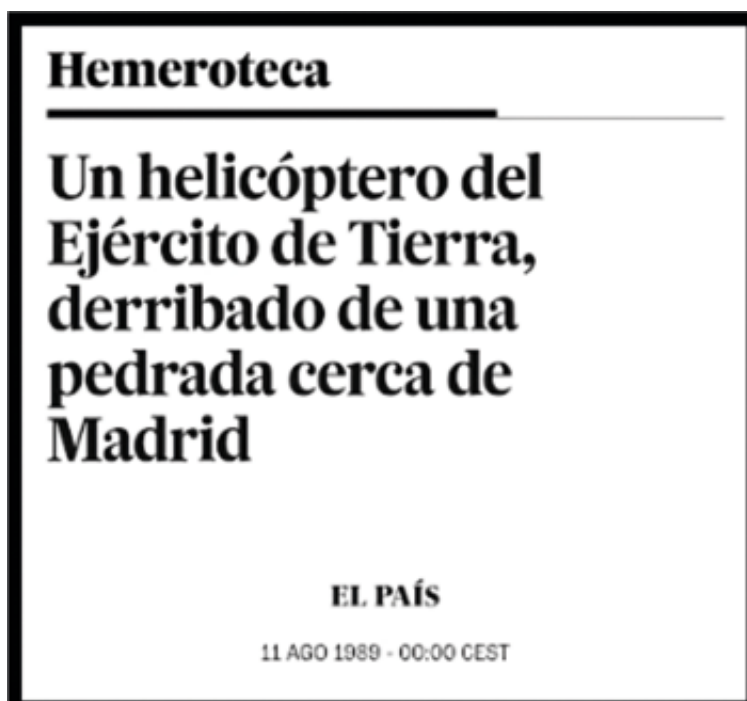 Hemeroteca
Un helicóptero del
Ejército de Tierra,
derribado de una
pedrada cerca de
Madrid
EL PAÍS
11 AGO 1989 - 00:00 CEST